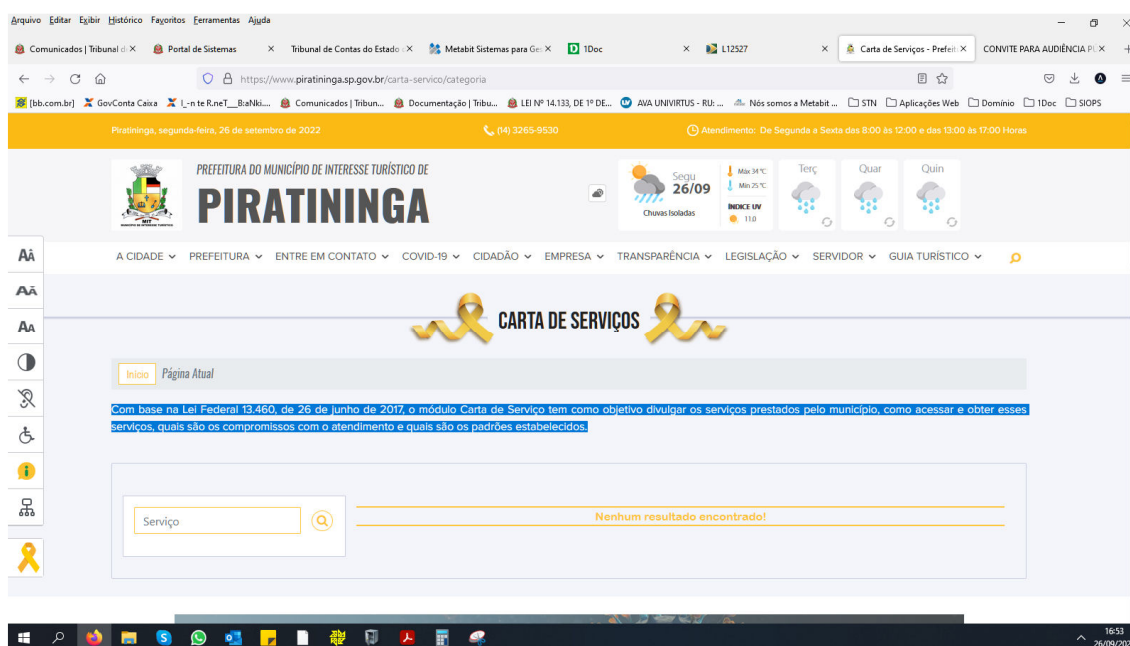 Arquivo Editar Exibir Histórico Favoritos Ferramentas Ajuda
Comunicados | Tribunal d Portal de Sistemas Tribunal de Contas do Estado Metabit Sistemas para Ge 1Doc L12527 Carta de Serviços - Prefeit CONVITE PARA AUDIÊNCIA
https://www.piratininga.sp.gov.br/carta-servico/categoria
[bb.com.br] GovConta Caixa I_-n te R.neT__B:aNki.... Comunicados | Tribun... Documentação | Tribu... LEI Nº 14.133, DE 1º DE... AVA UNIVIRTUS - RU: ... Nós somos a Metabit ... STN Aplicações Web Domínio 1Doc SIOPS
Piratininga, segunda-feira, 26 de setembro de 2022 (14) 3265-9530 Atendimento: De Segunda a Sexta das 8:00 às 12:00 e das 13:00 às 17:00 Horas
PREFEITURA DO MUNICÍPIO DE INTERESSE TURÍSTICO DE
PIRATININGA
MIT
Segu
26/09
Chuvas Isoladas
Máx 34 ºC
Min 25 ºC
ÍNDICE UV
11.0
Terç Quar Quin
A CIDADE PREFEITURA ENTRE EM CONTATO COVID-19 CIDADÃO EMPRESA TRANSPARÊNCIA LEGISLAÇÃO SERVIDOR GUIA TURÍSTICO
CARTA DE SERVIÇOS
Início Página Atual
Com base na Lei Federal 13.460, de 26 de junho de 2017, o módulo Carta de Serviço tem como objetivo divulgar os serviços prestados pelo município, como acessar e obter esses
serviços, quais são os compromissos com o atendimento e quais são os padrões estabelecidos.
Serviço
Nenhum resultado encontrado!
16:53
26/09/202